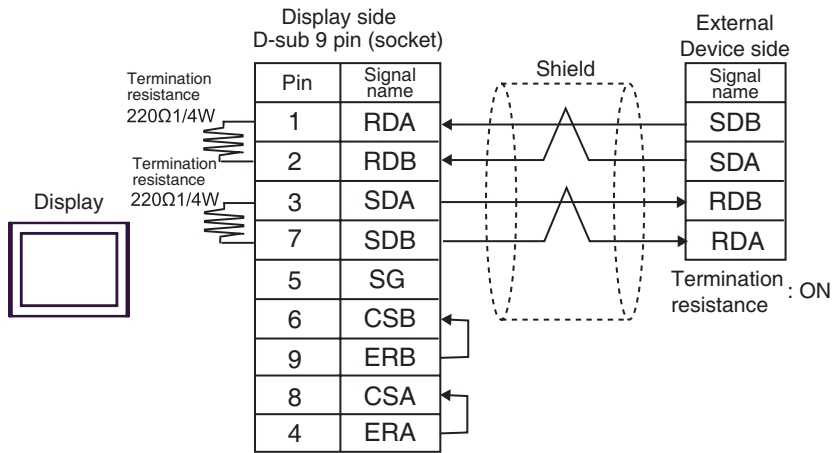 Display side
D-sub 9 pin (socket)
External
Device side
Shield
Termination
resistance
220Ω1/4W
Termination
resistance
220Ω1/4W
Display
Pin Signal name
1 RDA
2 RDB
3 SDA
7 SDB
5 SG
6 CSB
9 ERB
8 CSA
4 ERA
Signal
name
SDB
SDA
RDB
RDA
Termination
resistance : ON